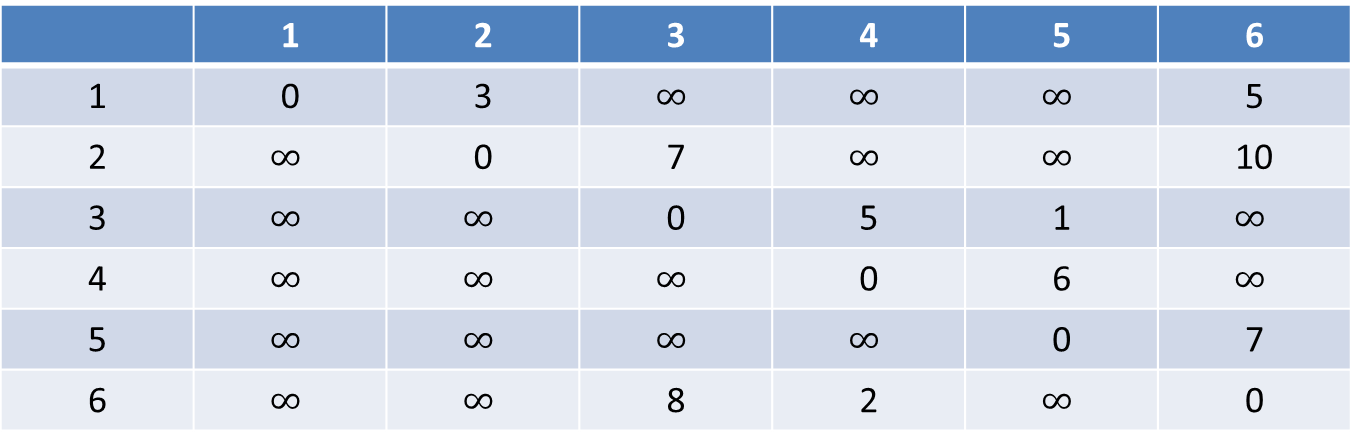 1 2 3 4 5 6
1 0 3 ∞ ∞ ∞ 5
2 ∞ 0 7 ∞ ∞ 10
3 ∞ ∞ 0 5 1 ∞
4 ∞ ∞ ∞ 0 6 ∞
5 ∞ ∞ ∞ ∞ 0 7
6 ∞ ∞ 8 2 ∞ 0